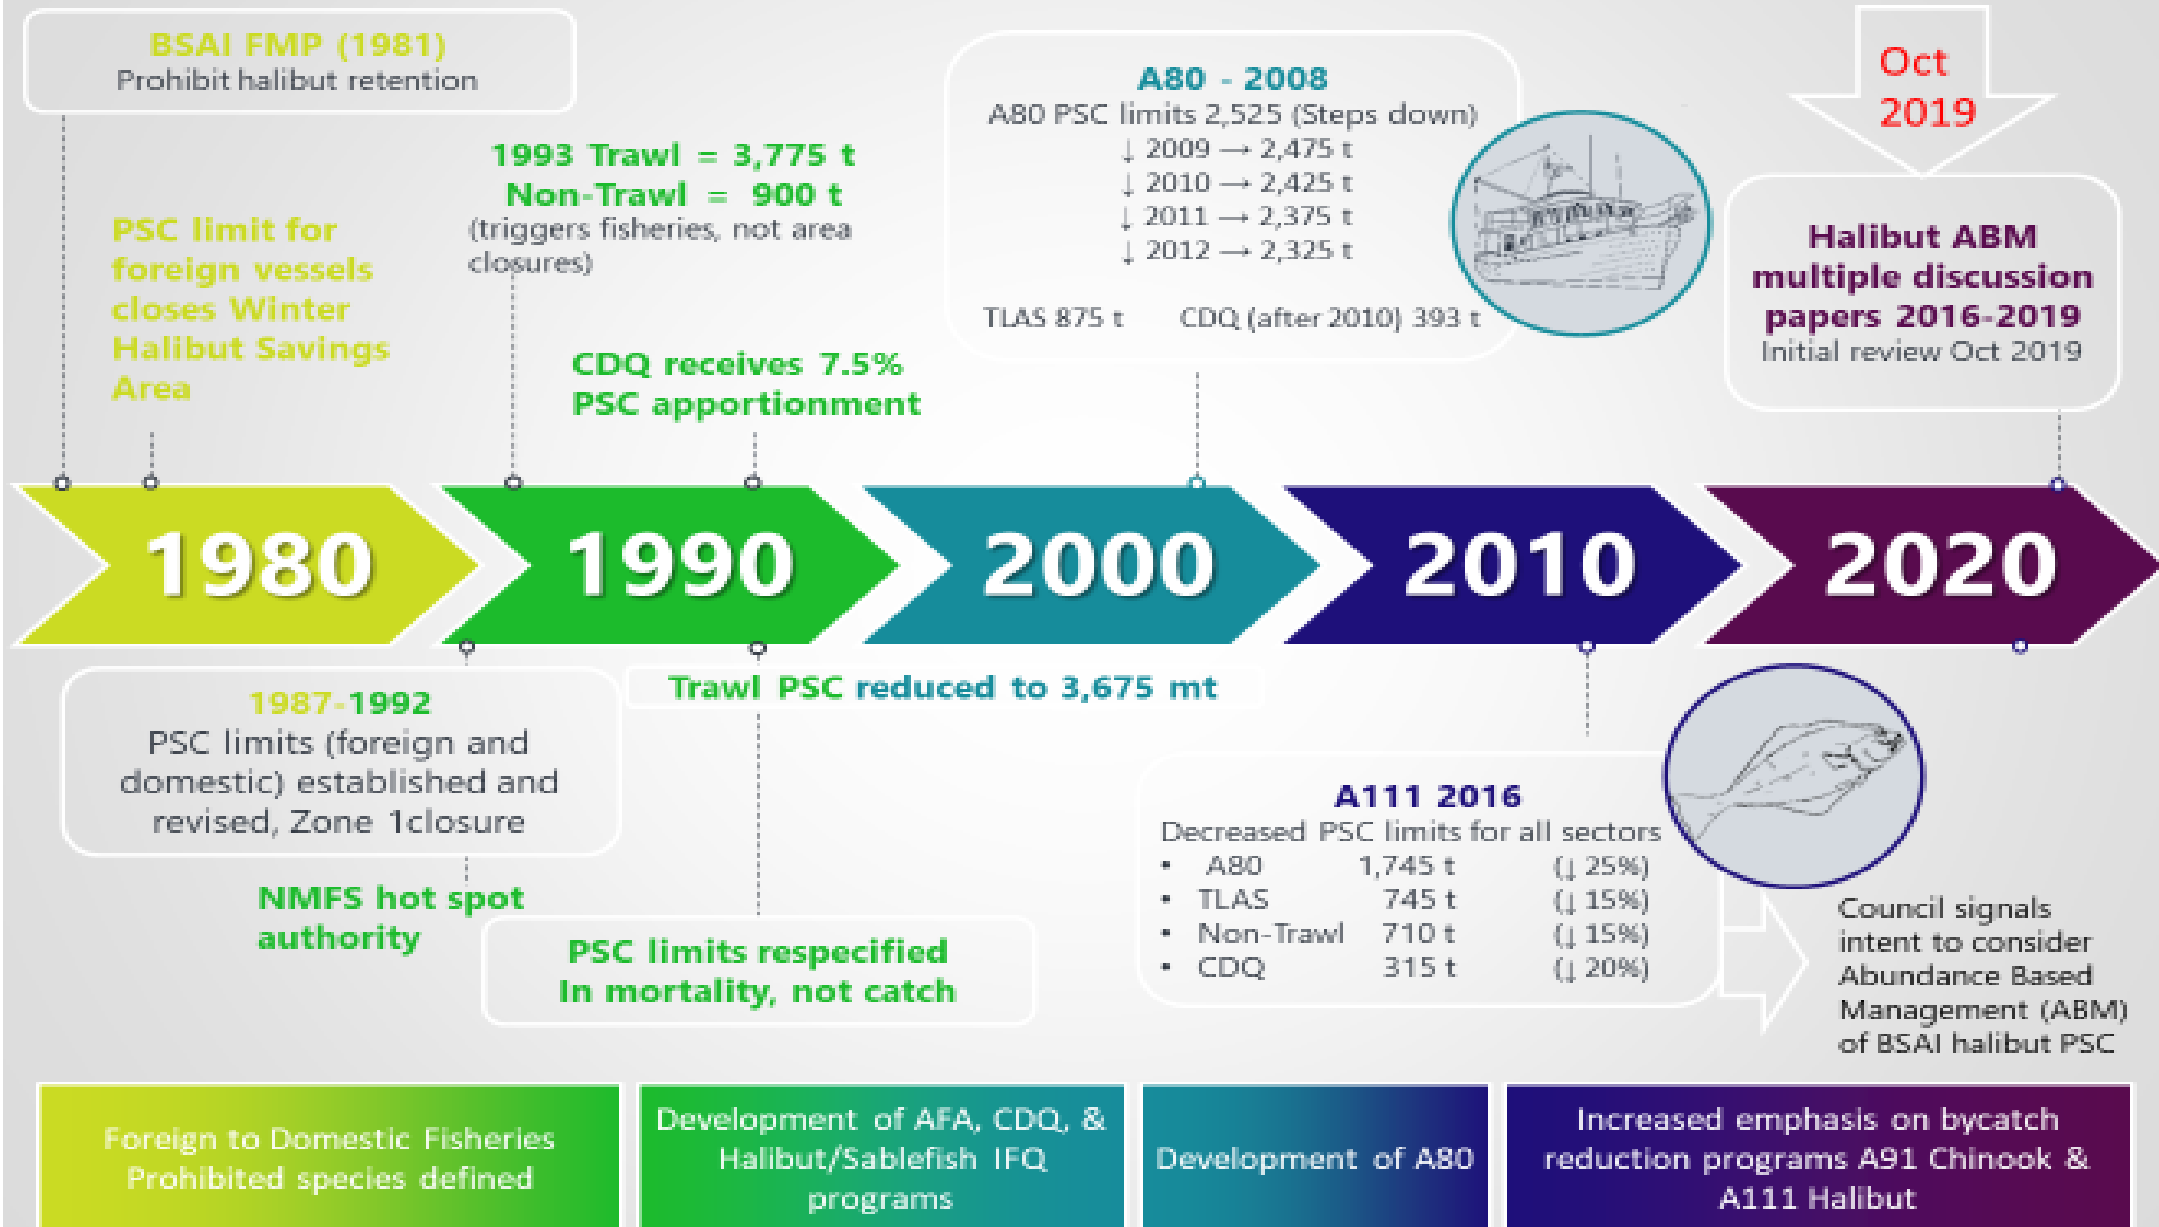 BSAI FMP (1981)
Prohibit halibut retention
PSC limit for
foreign vessels
closes Winter
Halibut Savings
Area
1993 Trawl = 3,775 t
Non-Trawl = 900 t
(triggers fisheries, not area
closures)
CDQ receives 7.5%
PSC apportionment
A80 - 2008
A80 PSC limits 2,525 (Steps down)
↓ 2009 → 2,475 t
↓ 2010 → 2,425 t
↓ 2011 → 2,375 t
↓ 2012 → 2,325 t
TLAS 875 t CDQ (after 2010) 393 t
Oct
2019
Halibut ABM
multiple discussion
papers 2016-2019
Initial review Oct 2019
1980
1990
2000
2010
2020
1987-1992
PSC limits (foreign and
domestic) established and
revised, Zone 1closure
NMFS hot spot
authority
Trawl PSC reduced to 3,675 mt
PSC limits respecified
In mortality, not catch
A111 2016
Decreased PSC limits for all sectors
• A80 1,745 t (↓ 25%)
• TLAS 745 t (↓ 15%)
• Non-Trawl 710 t (↓ 15%)
• CDQ 315 t (↓ 20%)
Council signals
intent to consider
Abundance Based
Management (ABM)
of BSAI halibut PSC
Foreign to Domestic Fisheries
Prohibited species defined
Development of AFA, CDQ, &
Halibut/Sablefish IFQ
programs
Development of A80
Increased emphasis on bycatch
reduction programs A91 Chinook &
A111 Halibut